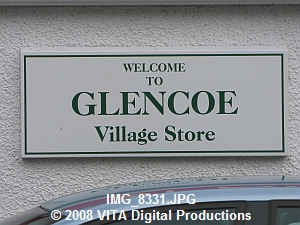 WELCOME
TO
GLENCOE
Village Store
IMG_8331.JPG
© 2008 VITA Digital Productions